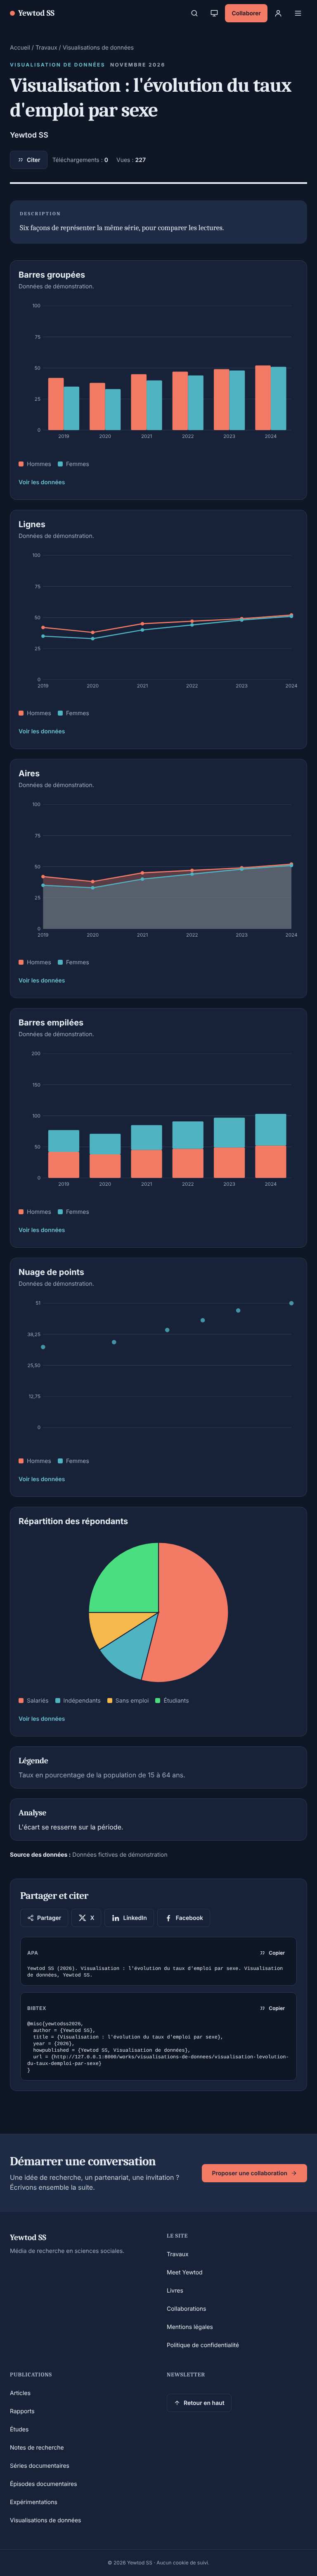 Yewtod SS
Collaborer
Accueil / Travaux / Visualisations de données
VISUALISATION DE DONNÉES NOVEMBRE 2026
Visualisation : l'évolution du taux
d'emploi par sexe
Yewtod SS
Citer
Téléchargements : 0
Vues : 227
DESCRIPTION
Six façons de représenter la même série, pour comparer les lectures.
Barres groupées
Données de démonstration.
100
75
50
25
0
2019 2020 2021 2022 2023 2024
Hommes Femmes
Voir les données
Lignes
Données de démonstration.
100
75
50
25
0
2019 2020 2021 2022 2023 2024
Hommes Femmes
Voir les données
Aires
Données de démonstration.
100
75
50
25
0
2019 2020 2021 2022 2023 2024
Hommes Femmes
Voir les données
Barres empilées
Données de démonstration.
200
150
100
50
0
2019 2020 2021 2022 2023 2024
Hommes Femmes
Voir les données
Nuage de points
Données de démonstration.
51
38,25
25,50
12,75
0
Hommes Femmes
Voir les données
Répartition des répondants
Salariés Indépendants Sans emploi Étudiants
Voir les données
Légende
Taux en pourcentage de la population de 15 à 64 ans.
Analyse
L'écart se resserre sur la période.
Source des données : Données fictives de démonstration
Partager et citer
Partager X LinkedIn Facebook
APA
Copier
Yewtod SS (2026). Visualisation : l'évolution du taux d'emploi par sexe. Visualisation
de données, Yewtod SS.
BIBTEX
Copier
@misc{yewtodss2026,
author = {Yewtod SS},
title = {Visualisation : l'évolution du taux d'emploi par sexe},
year = {2026},
howpublished = {Yewtod SS, Visualisation de données},
url = {http://127.0.0.1:8000/works/visualisations-de-donnees/visualisation-levolution-
du-taux-demploi-par-sexe}
}
Démarrer une conversation
Une idée de recherche, un partenariat, une invitation ?
Écrivons ensemble la suite.
Proposer une collaboration →
Yewtod SS
Média de recherche en sciences sociales.
LE SITE
Travaux
Meet Yewtod
Livres
Collaborations
Mentions légales
Politique de confidentialité
PUBLICATIONS
Articles
Rapports
Études
Notes de recherche
Séries documentaires
Épisodes documentaires
Expérimentations
Visualisations de données
NEWSLETTER
↑ Retour en haut
© 2026 Yewtod SS · Aucun cookie de suivi.